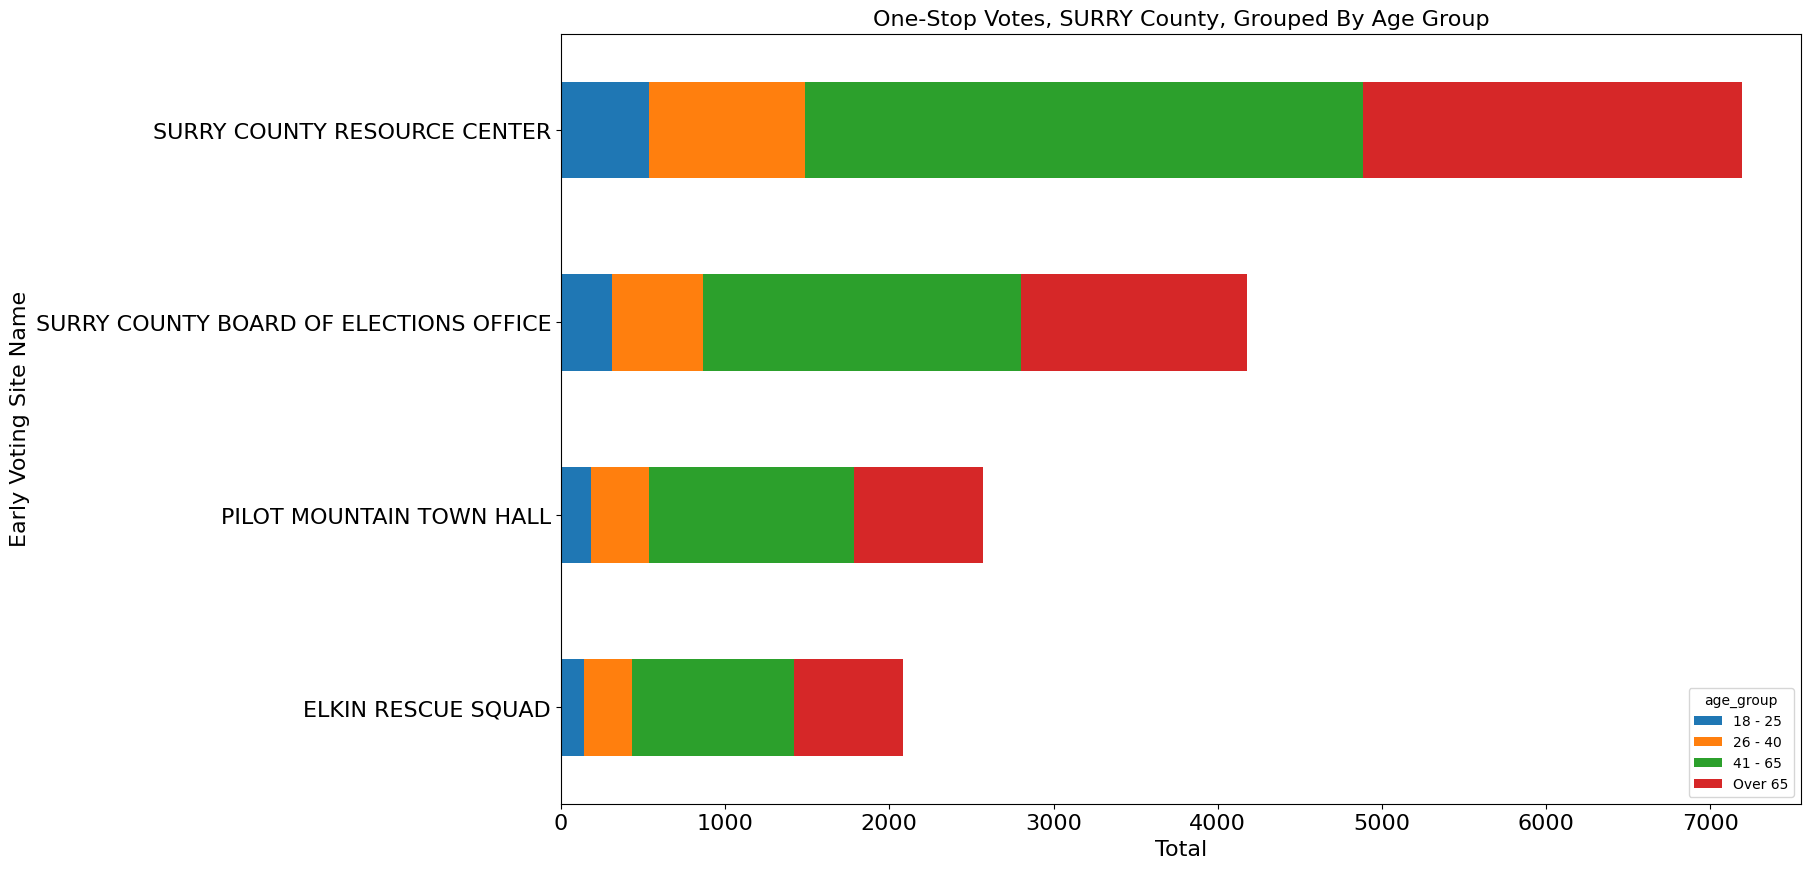 One-Stop Votes, SURRY County, Grouped By Age Group
Early Voting Site Name
SURRY COUNTY RESOURCE CENTER
SURRY COUNTY BOARD OF ELECTIONS OFFICE
PILOT MOUNTAIN TOWN HALL
ELKIN RESCUE SQUAD
age_group
18 - 25
26 - 40
41 - 65
Over 65
0 1000 2000 3000 4000 5000 6000 7000
Total